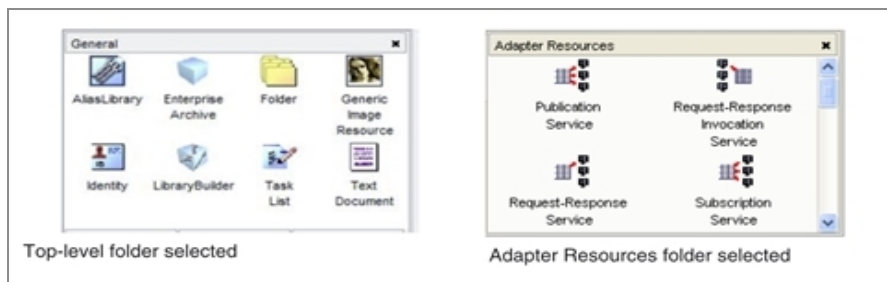 General
AliasLibrary
Enterprise
Archive
Folder
Generic
Image
Resource
Identity
LibraryBuilder
Task
List
Text
Document
Top-level folder selected
Adapter Resources
Publication
Service
Request-Response
Invocation
Service
Request-Response
Service
Subscription
Service
Adapter Resources folder selected